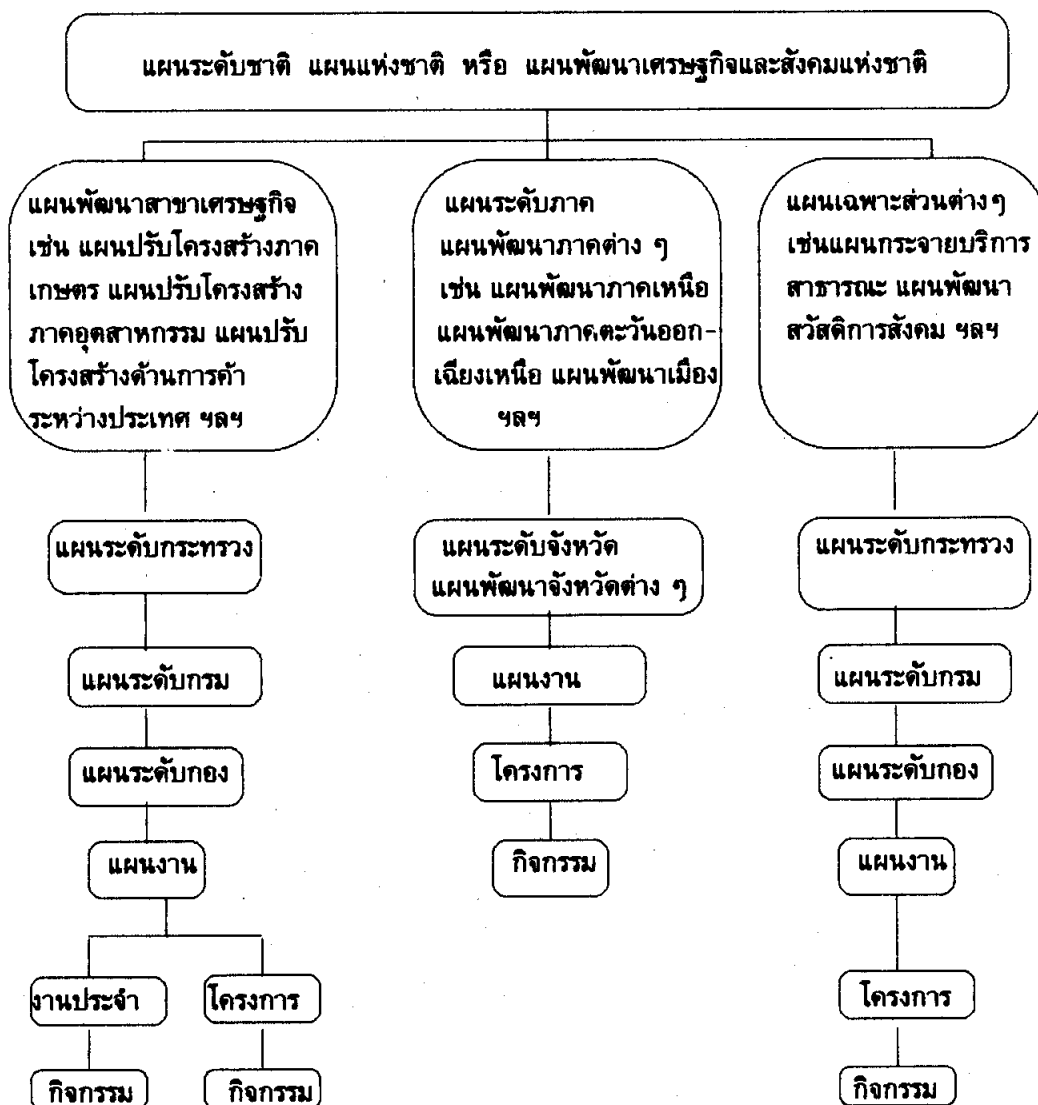 แผนระดับชาติ แผนแห่งชาติ หรือ แผนพัฒนาเศรษฐกิจและสังคมแห่งชาติ
แผนพัฒนาสาขาเศรษฐกิจ
เช่น แผนปรับโครงสร้างภาค
เกษตร แผนปรับโครงสร้าง
ภาคอุตสาหกรรม แผนปรับ
โครงสร้างด้านการค้า
ระหว่างประเทศ ฯลฯ
แผนระดับภาค
แผนพัฒนาภาคต่าง ๆ
เช่น แผนพัฒนาภาคเหนือ
แผนพัฒนาภาคตะวันออก-
เฉียงเหนือ แผนพัฒนาเมือง
ฯลฯ
แผนเฉพาะส่วนต่างๆ
เช่นแผนกระจายบริการ
สาธารณะ แผนพัฒนา
สวัสดิการสังคม ฯลฯ
แผนระดับกระทรวง
แผนระดับจังหวัด
แผนพัฒนาจังหวัดต่าง ๆ
แผนระดับกระทรวง
แผนระดับกรม
แผนงาน
แผนระดับกรม
แผนระดับกอง
โครงการ
แผนระดับกอง
แผนงาน
กิจกรรม
แผนงาน
งานประจำ
โครงการ
โครงการ
กิจกรรม
กิจกรรม
กิจกรรม